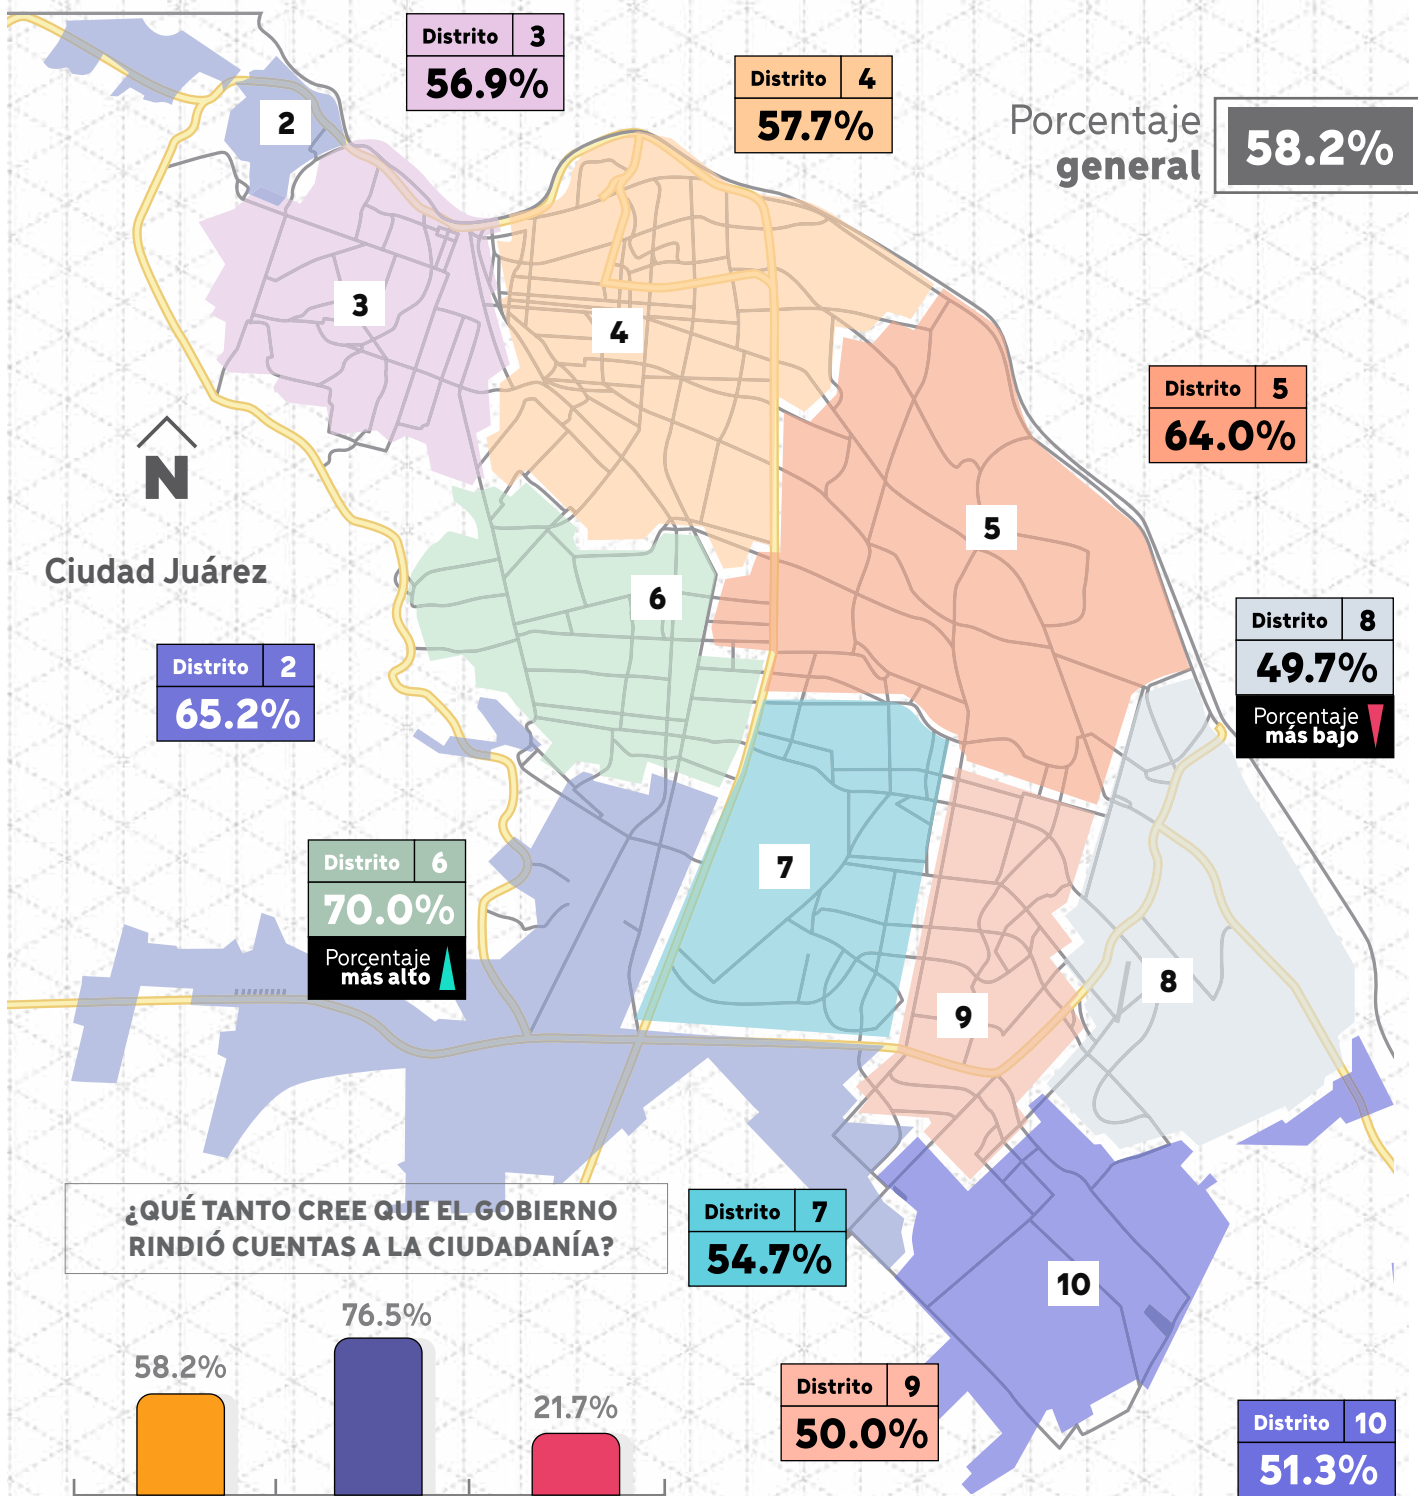 Distrito 3
56.9%
Distrito 4
57.7%
Porcentaje
general
58.2%
2
3
4
Distrito 5
64.0%
N
5
Ciudad Juárez
6
Distrito 8
49.7%
Porcentaje
más bajo
Distrito 2
65.2%
7
Distrito 6
70.0%
Porcentaje
más alto
8
9
Distrito 7
54.7%
10
¿QUÉ TANTO CREE QUE EL GOBIERNO
RINDIÓ CUENTAS A LA CIUDADANÍA?
58.2%
76.5%
21.7%
Distrito 9
50.0%
Distrito 10
51.3%